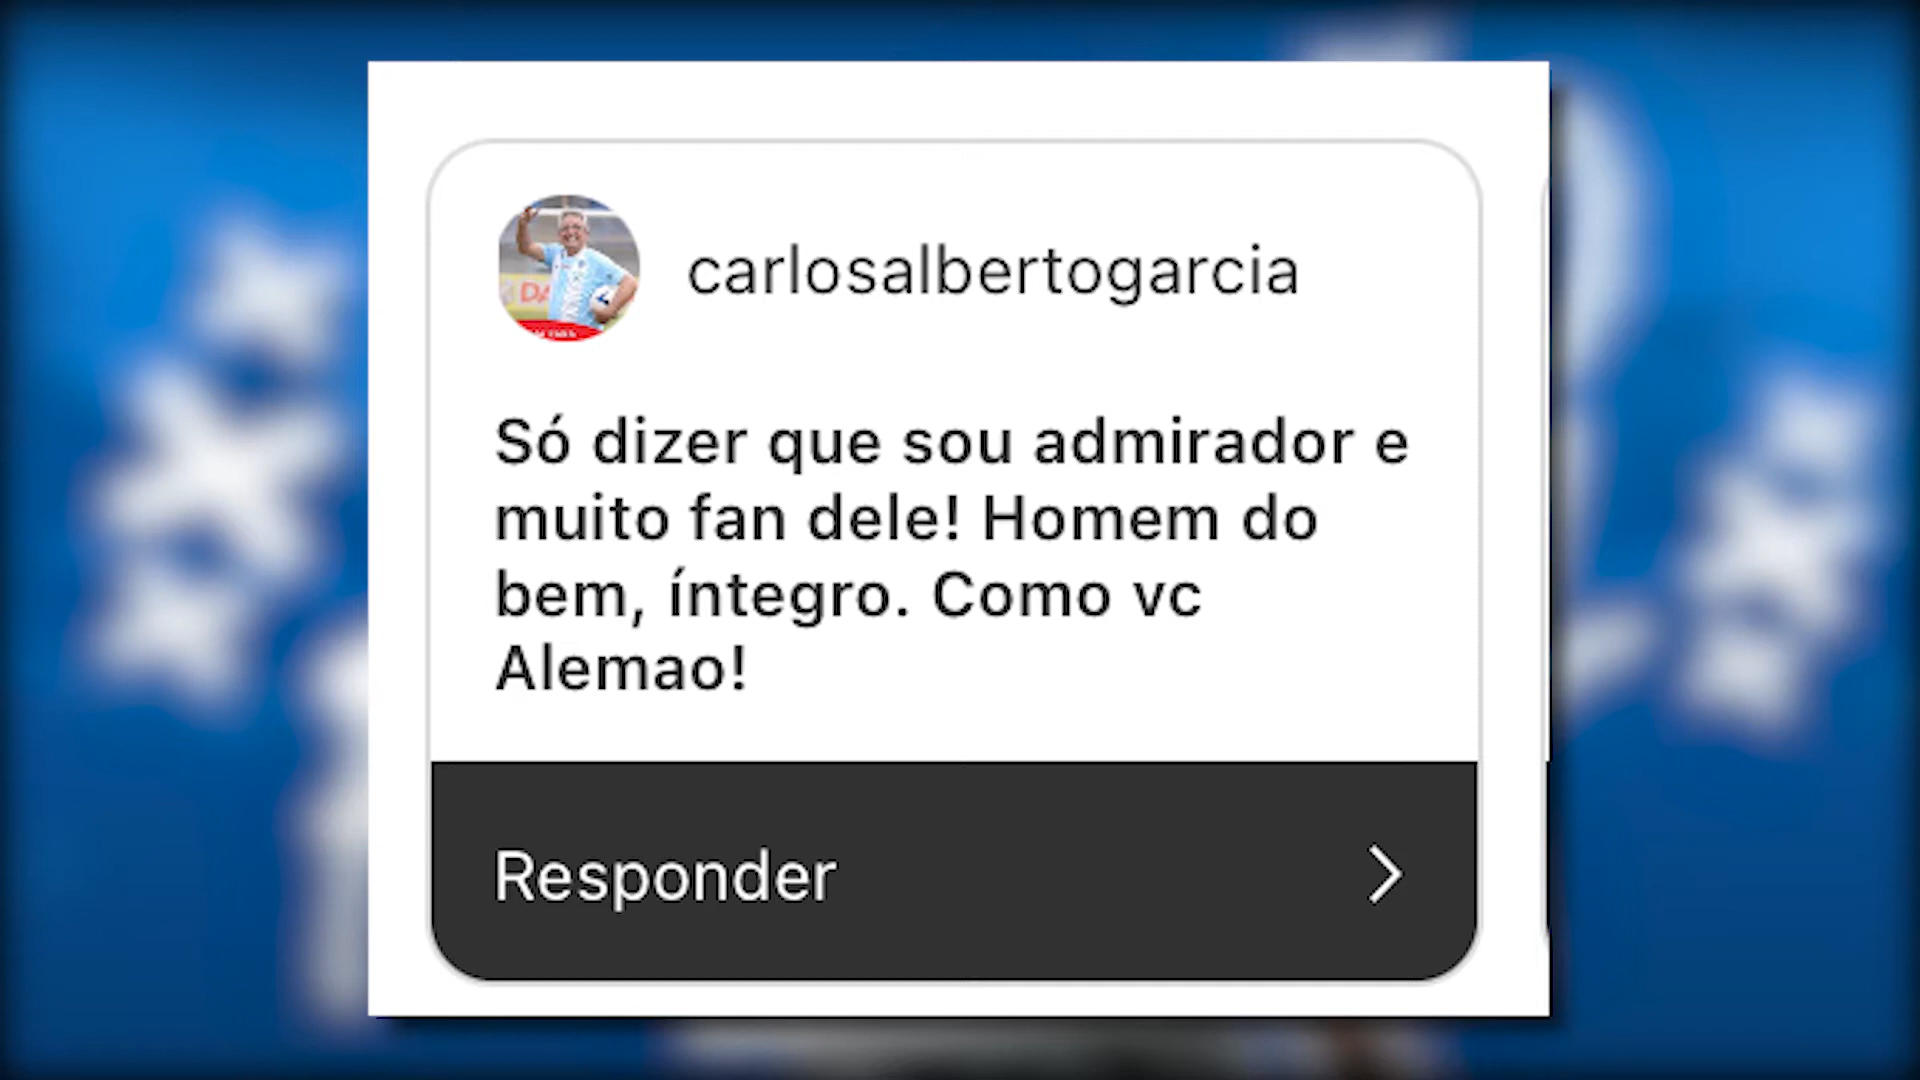 carlosalbertogarcia
Só dizer que sou admirador e
muito fan dele! Homem do
bem, íntegro. Como vc
Alemao!
Responder